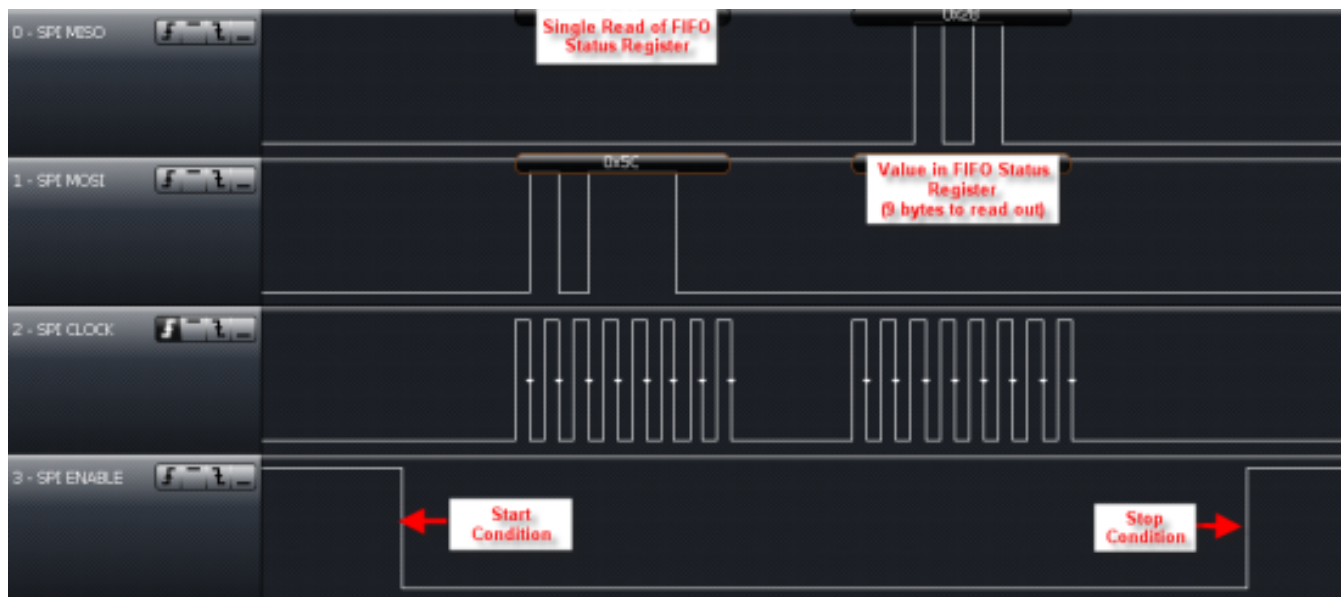 0 - SPI MISO
Single Read of FIFO
Status Register
1 - SPI MOSI
0X5C
Value in FIFO Status
Register
(9 bytes to read out)
2 - SPI CLOCK
3 - SPI ENABLE
Start
Condition
Stop
Condition